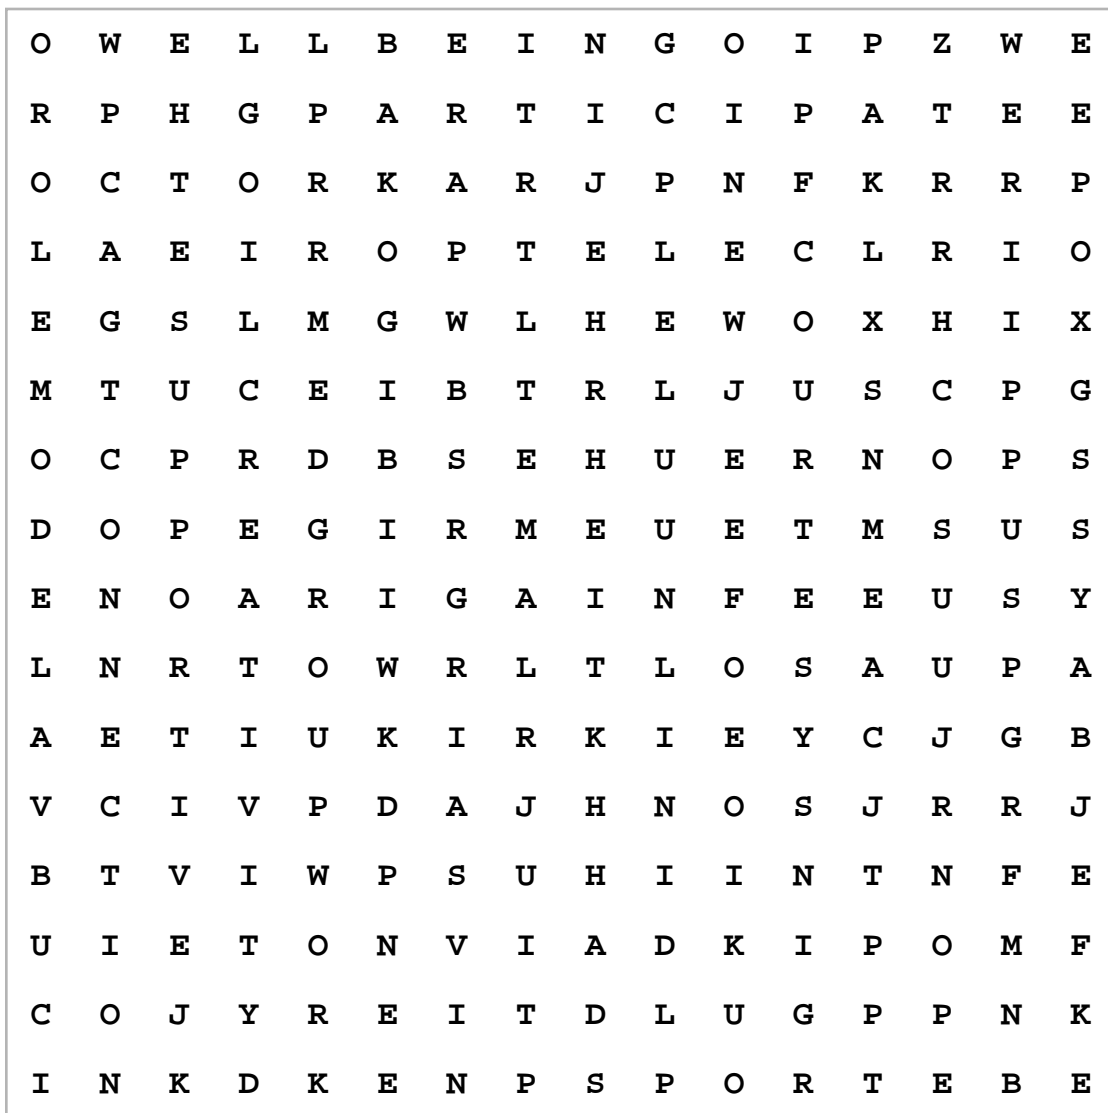 O W E L L B E I N G O I P Z W E
R P H G P A R T I C I P A T E E
O C T O R K A R J P N F K R R P
L A E I R O P T E L E C L R I O
E G S L M G W L H E W O X H I X
M T U C E I B T R L J U S C P G
O C P R D B S E H U E R N O P S
D O P E G I R M E U E T M S U S
E N O A R I G A I N F E E U S Y
L N R T O W R L T L O S A U P A
A E T I U K I R K I E Y C J G B
V C I V P D A J H N O S J R R J
B T V I W P S U H I I N T N F E
U I E T O N V I A D K I P O M F
C O J Y R E I T D L U G P P N K
I N K D K E N P S P O R T E B E